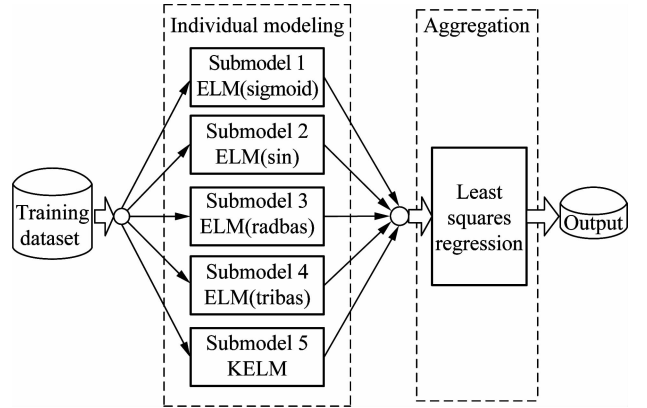 Individual modeling
Aggregation
Submodel 1
ELM(sigmoid)
Submodel 2
ELM(sin)
Submodel 3
ELM(radbas)
Submodel 4
ELM(tribas)
Submodel 5
KELM
Training
dataset
Least
squares
regression
Output